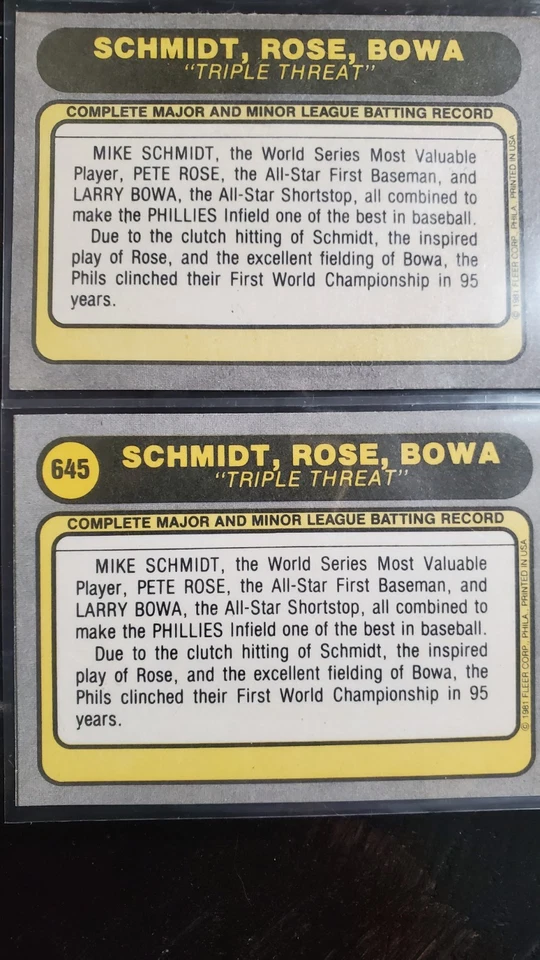 SCHMIDT, ROSE, BOWA
"TRIPLE THREAT"
COMPLETE MAJOR AND MINOR LEAGUE BATTING RECORD
MIKE SCHMIDT, the World Series Most Valuable
Player, PETE ROSE, the All-Star First Baseman, and
LARRY BOWA, the All-Star Shortstop, all combined to
make the PHILLIES Infield one of the best in baseball.
Due to the clutch hitting of Schmidt, the inspired
play of Rose, and the excellent fielding of Bowa, the
Phils clinched their First World Championship in 95
years.
© 1981 FLEER CORP., PHILA., PRINTED IN USA
645
SCHMIDT, ROSE, BOWA
"TRIPLE THREAT"
COMPLETE MAJOR AND MINOR LEAGUE BATTING RECORD
MIKE SCHMIDT, the World Series Most Valuable
Player, PETE ROSE, the All-Star First Baseman, and
LARRY BOWA, the All-Star Shortstop, all combined to
make the PHILLIES Infield one of the best in baseball.
Due to the clutch hitting of Schmidt, the inspired
play of Rose, and the excellent fielding of Bowa, the
Phils clinched their First World Championship in 95
years.
© 1981 FLEER CORP., PHILA., PRINTED IN USA